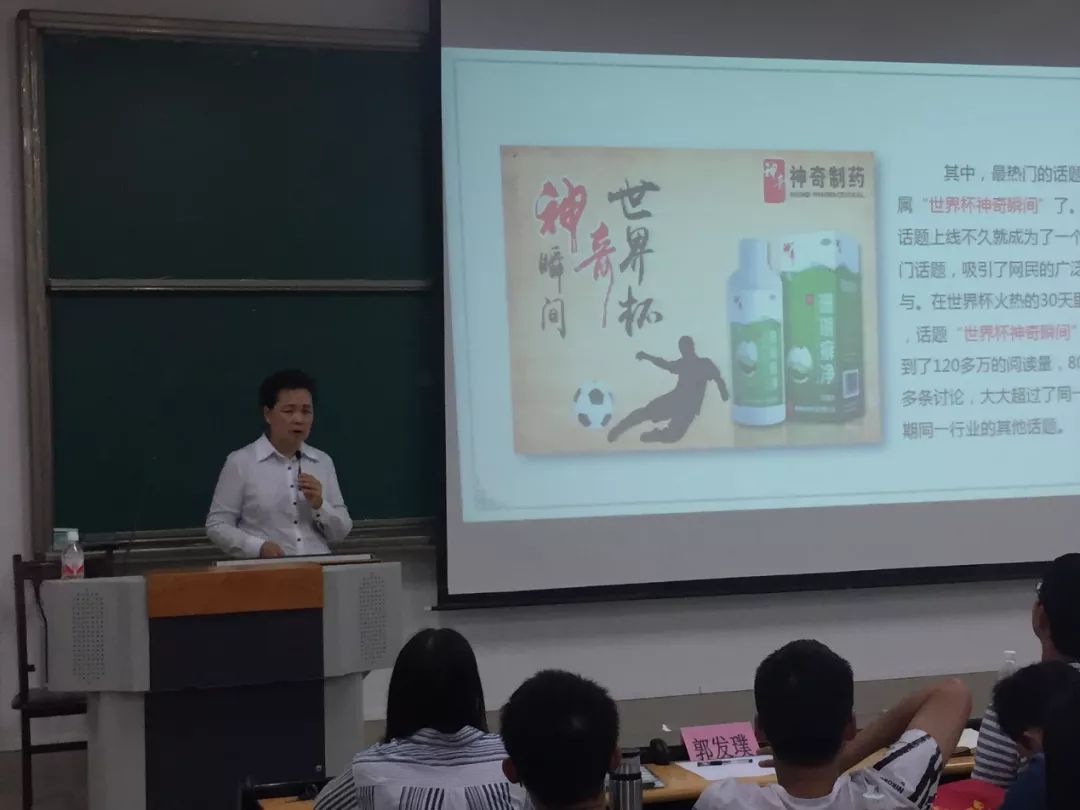 神奇制药
世界杯
神奇
瞬间
其中，最热门的话题
属“世界杯神奇瞬间”了。
话题上线不久就成为了一个
门话题，吸引了网民的广泛
与。在世界杯火热的30天里
，话题“世界杯神奇瞬间”
到了120多万的阅读量，80
多条讨论，大大超过了同一
期同一行业的其他话题。
郭发璞